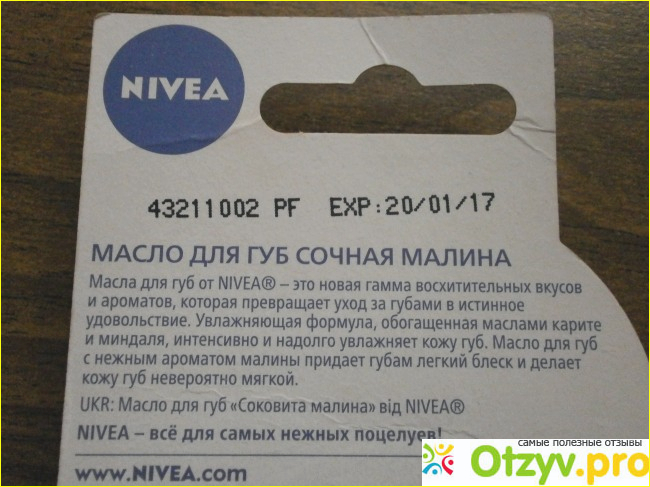 NIVEA
43211002 PF EXP:20/01/17
МАСЛО ДЛЯ ГУБ СОЧНАЯ МАЛИНА
Масла для губ от NIVEA® – это новая гамма восхитительных вкусов
и ароматов, которая превращает уход за губами в истинное
удовольствие. Увлажняющая формула, обогащенная маслами карите
и миндаля, интенсивно и надолго увлажняет кожу губ. Масло для губ
с нежным ароматом малины придает губам легкий блеск и делает
кожу губ невероятно мягкой.
UKR: Масло для губ «Соковита малина» від NIVEA®
NIVEA – всё для самых нежных поцелуев!
www.NIVEA.com
самые полезные отзывы
Otzyv.pro